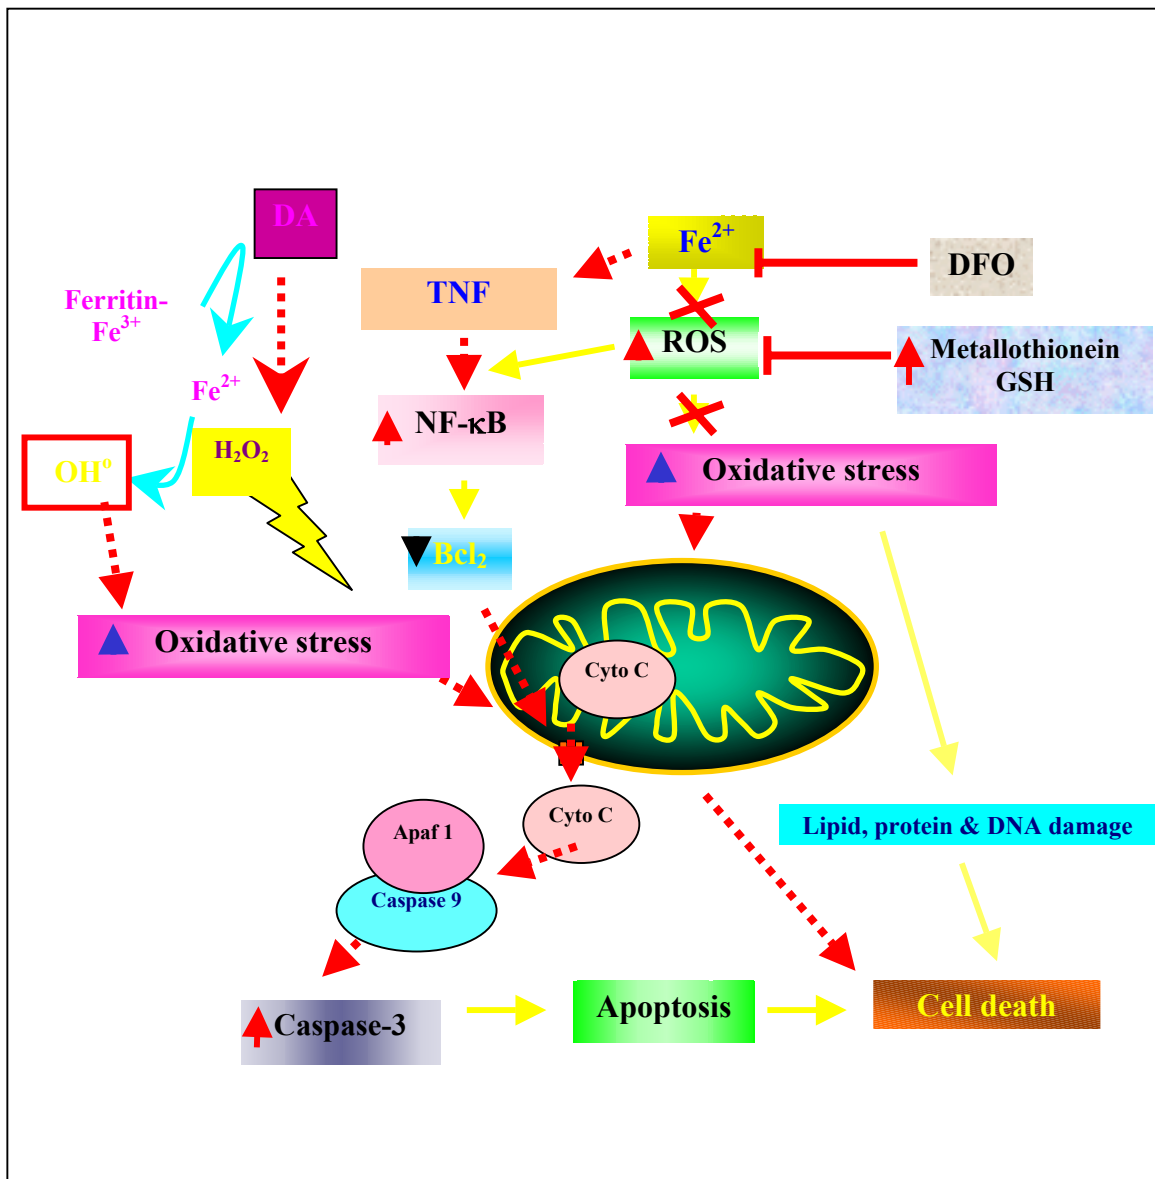 DA
Fe²⁺
DFO
TNF
Ferritin-
Fe³⁺
ROS
Metallothionein
GSH
Fe²⁺
NF-κB
H₂O₂
OH°
Oxidative stress
Bcl₂
Oxidative stress
Cyto C
Cyto C
Apaf 1
Lipid, protein & DNA damage
Caspase 9
Caspase-3
Apoptosis
Cell death